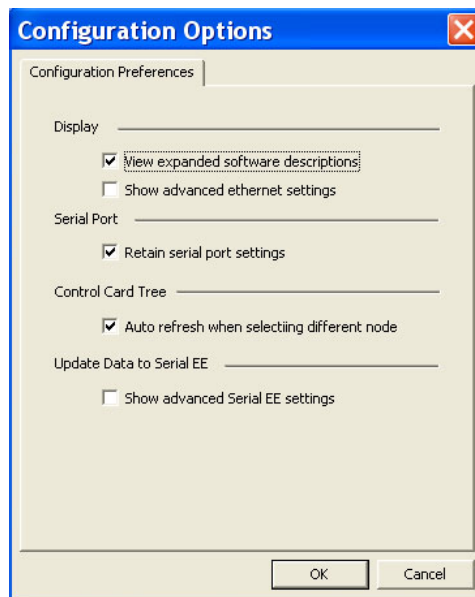 Configuration Options
Configuration Preferences
Display
View expanded software descriptions
Show advanced ethernet settings
Serial Port
Retain serial port settings
Control Card Tree
Auto refresh when selectiing different node
Update Data to Serial EE
Show advanced Serial EE settings
OK Cancel